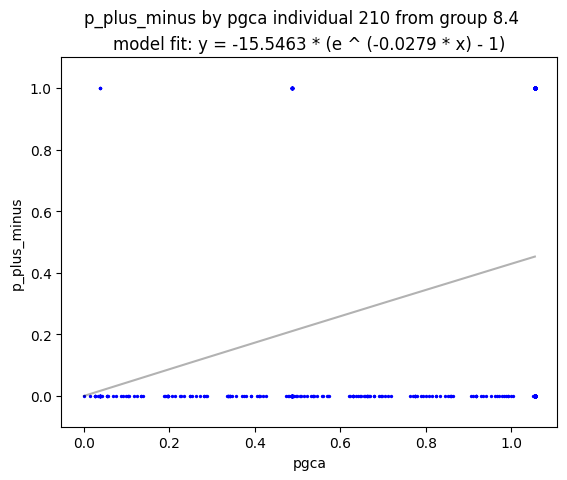 p_plus_minus by pgca individual 210 from group 8.4
model fit: y = -15.5463 * (e ^ (-0.0279 * x) - 1)
1.0
0.8
0.6
0.4
0.2
0.0
p_plus_minus
0.0 0.2 0.4 0.6 0.8 1.0
pgca